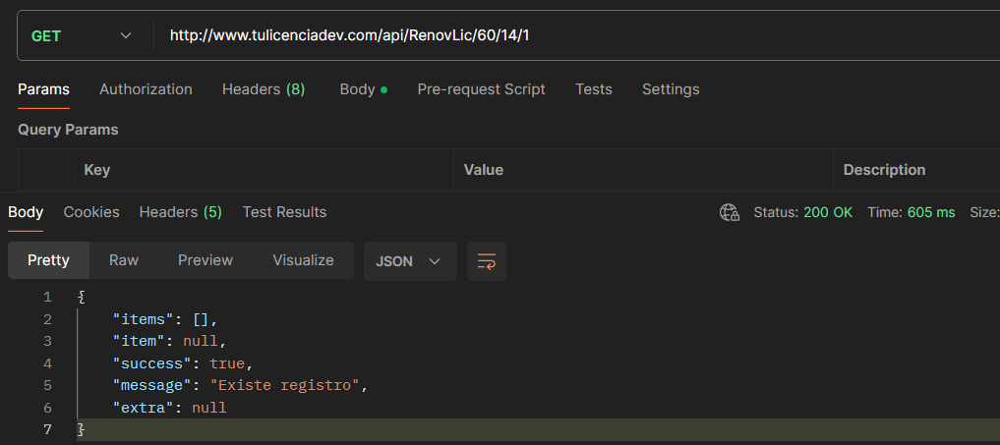 GET http://www.tulicenciadev.com/api/RenovLic/60/14/1
Params Authorization Headers (8) Body Pre-request Script Tests Settings
Query Params
Key Value Description
Body Cookies Headers (5) Test Results Status: 200 OK Time: 605 ms Size:
Pretty Raw Preview Visualize JSON
1 {
2 "items": [],
3 "item": null,
4 "success": true,
5 "message": "Existe registro",
6 "extra": null
7 }